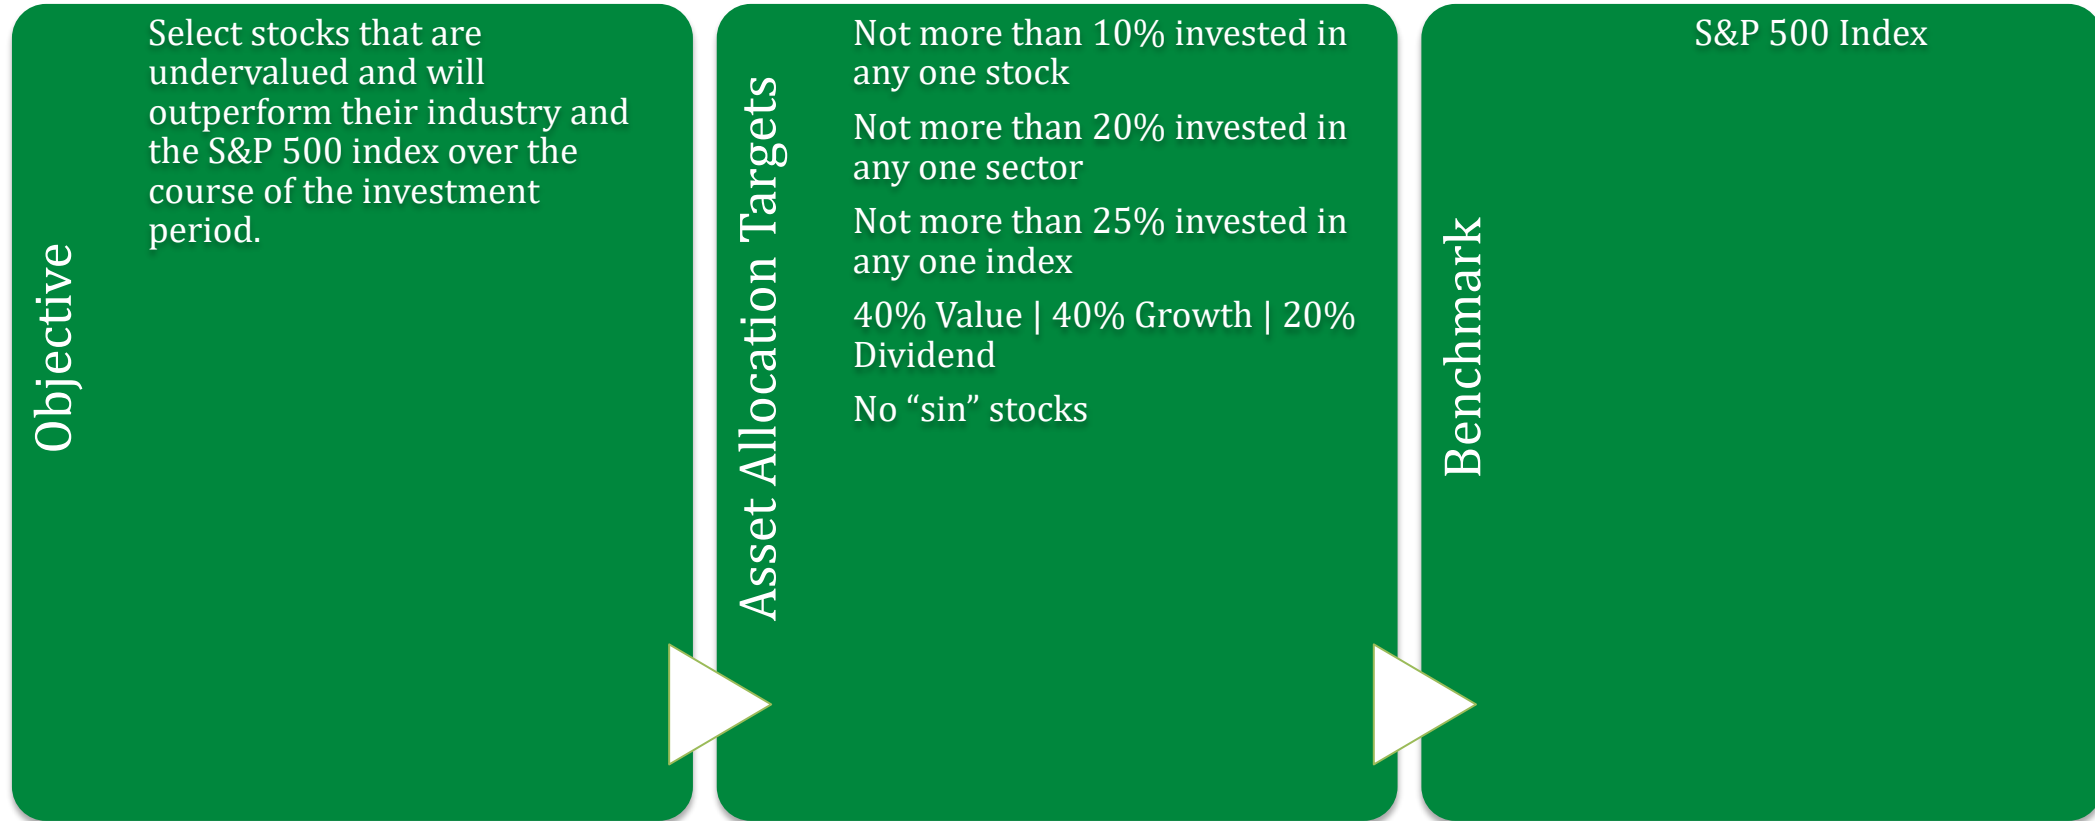 Objective
Select stocks that are
undervalued and will
outperform their industry and
the S&P 500 index over the
course of the investment
period.
Asset Allocation Targets
Not more than 10% invested in
any one stock
Not more than 20% invested in
any one sector
Not more than 25% invested in
any one index
40% Value | 40% Growth | 20%
Dividend
No “sin” stocks
Benchmark
S&P 500 Index